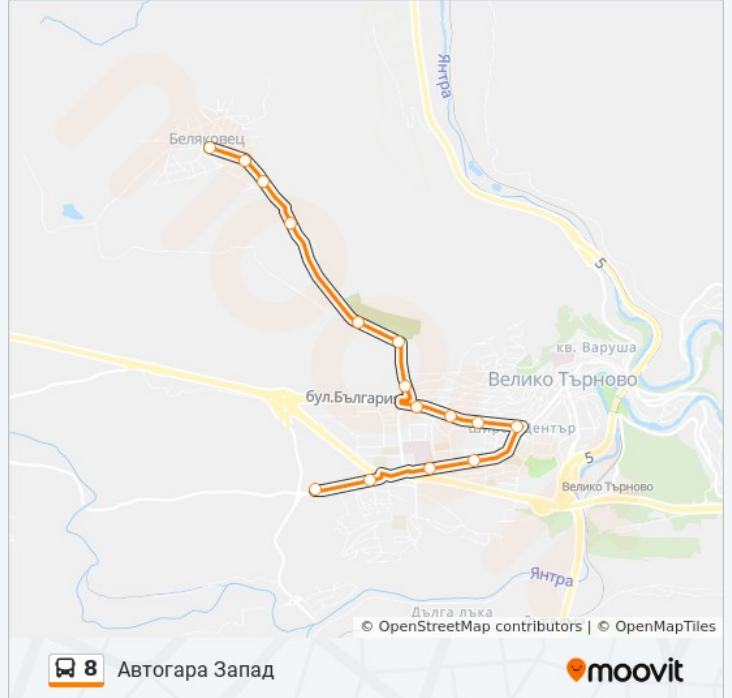 Янтра
Беляковец
5
кв. Варуша
Велико Търново
бул.България
Център
5
Велико Търново
Янтра
Дълга лъка
© OpenStreetMap contributors | © OpenMapTiles
8 Автогара Запад
moovit